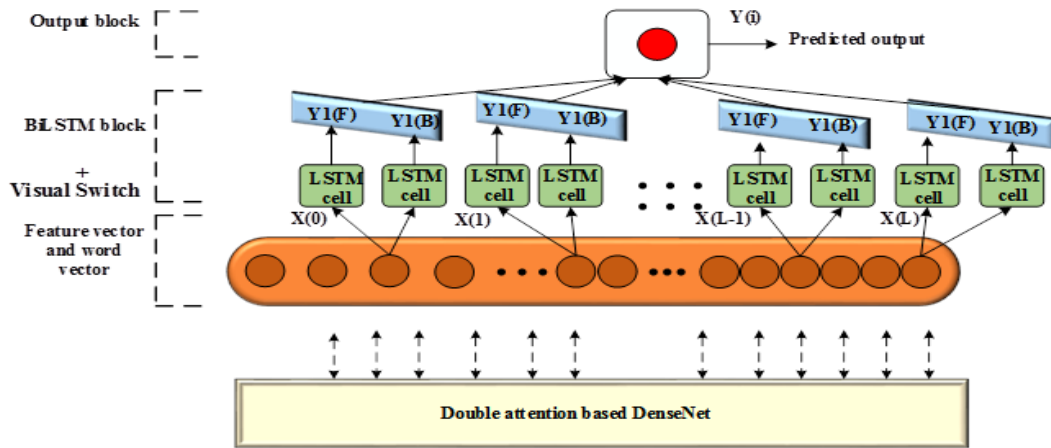 Output block
Y(i)
Predicted output
BiLSTM block
+
Visual Switch
Y1(F)
Y1(B)
Y1(F)
Y1(B)
Y1(F)
Y1(B)
Y1(F)
Y1(B)
LSTM
cell
LSTM
cell
LSTM
cell
LSTM
cell
LSTM
cell
LSTM
cell
LSTM
cell
LSTM
cell
X(0)
X(1)
X(L-1)
X(L)
Feature vector
and word
vector
Double attention based DenseNet